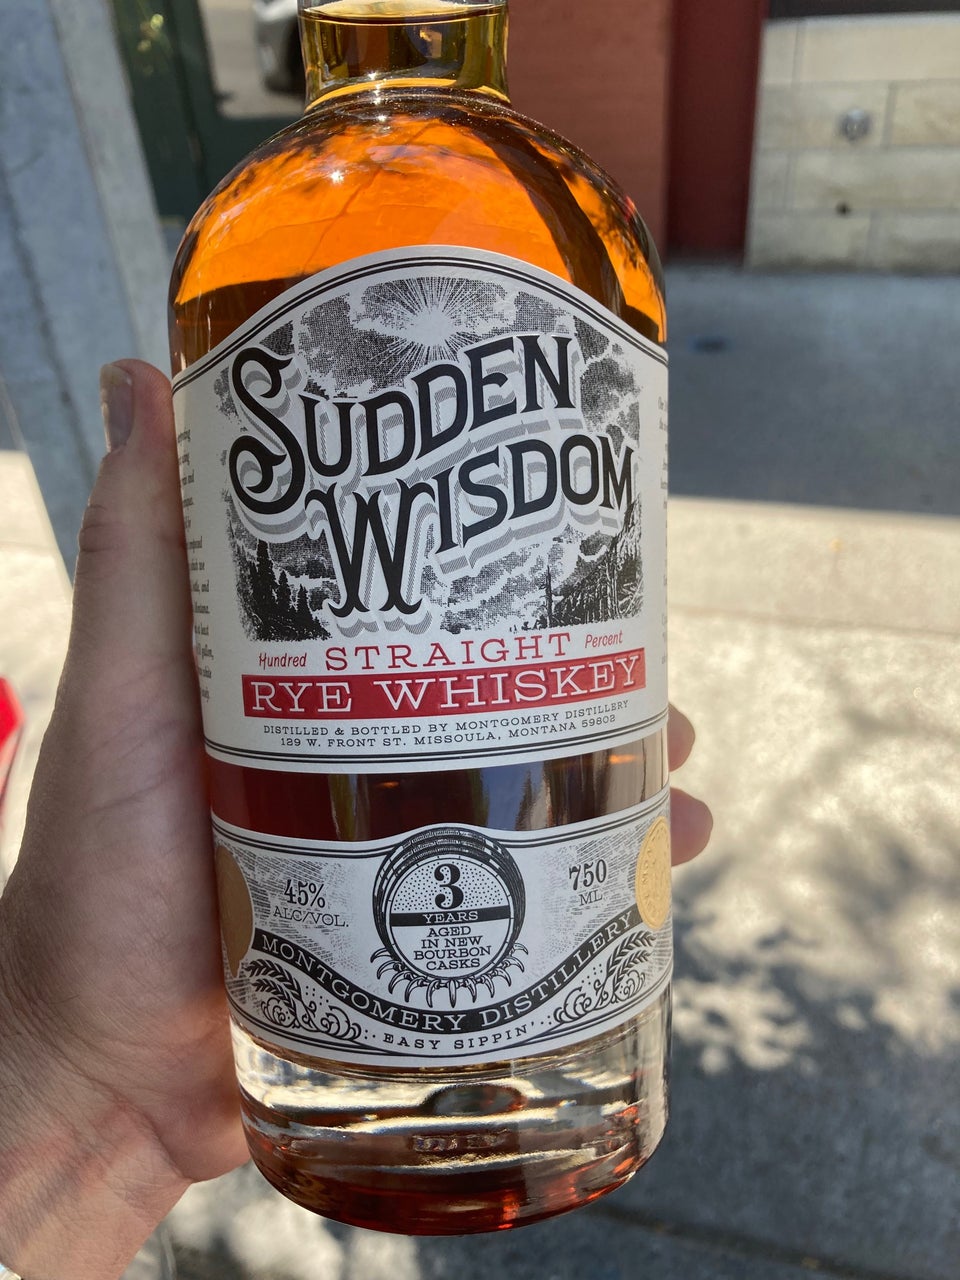 SUDDEN
WISDOM
Hundred STRAIGHT Percent
RYE WHISKEY
DISTILLED & BOTTLED BY MONTGOMERY DISTILLERY
129 W. FRONT ST. MISSOULA, MONTANA 59802
45%
ALC/VOL.
3
YEARS
AGED
IN NEW
BOURBON
CASKS
750
ML
MONTGOMERY DISTILLERY
EASY SIPPIN'